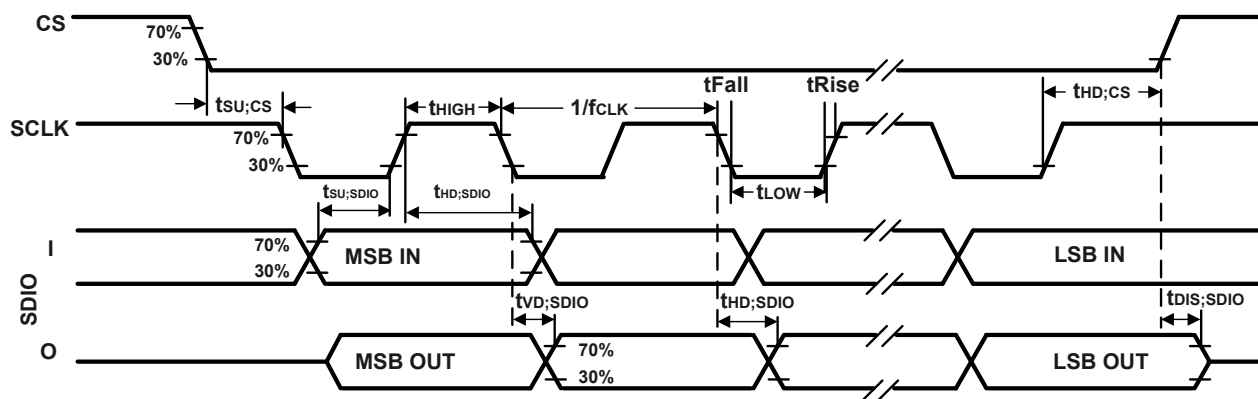 CS
70%
30%
tFall
tRise
tSU;CS
tHIGH
1/fCLK
tHD;CS
SCLK
70%
30%
tSU;SDIO
tHD;SDIO
tLOW
SDIO
I
70%
30%
MSB IN
LSB IN
tVD;SDIO
tHD;SDIO
tDIS;SDIO
O
MSB OUT
70%
30%
LSB OUT